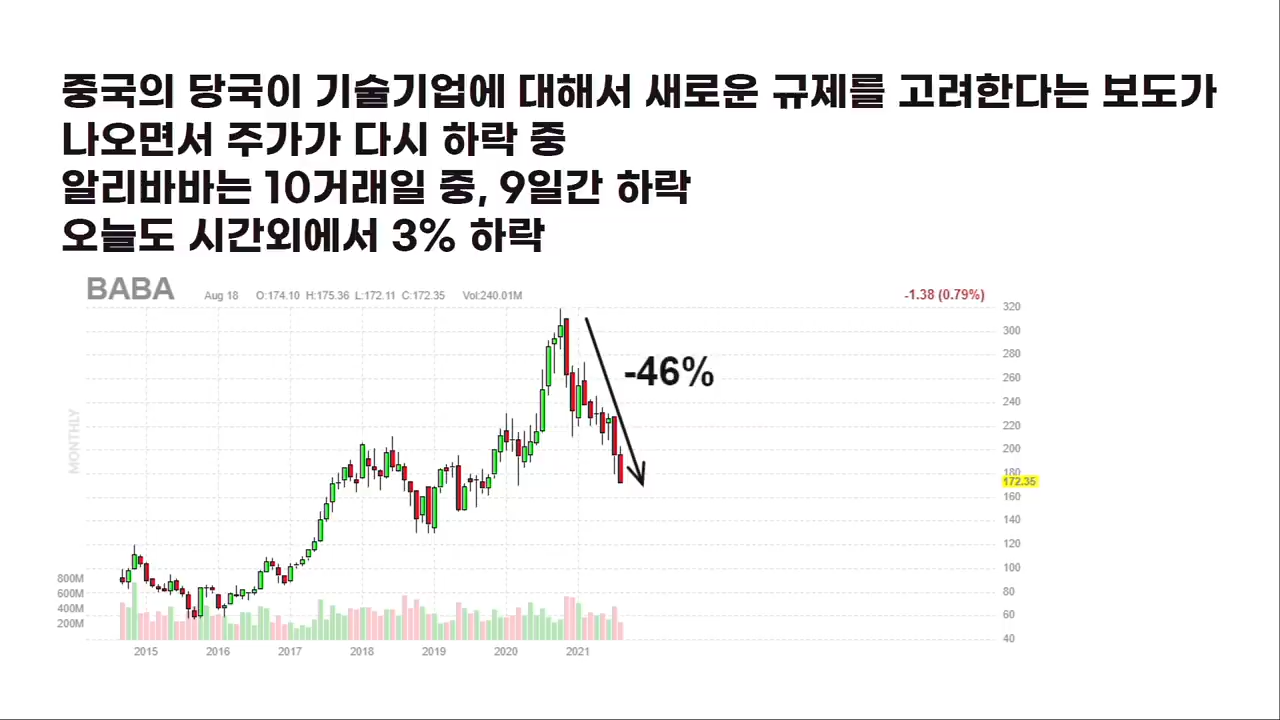 중국의 당국이 기술기업에 대해서 새로운 규제를 고려한다는 보도가
나오면서 주가가 다시 하락 중
알리바바는 10거래일 중, 9일간 하락
오늘도 시간외에서 3% 하락
BABA Aug 18 O:174.10 H:175.36 L:172.11 C:172.35 Vol:240.01M -1.38 (0.79%)
320
300
280
-46%
260
240
220
MONTHLY
200
180
172.35
160
140
120
100
800M
80
600M
400M
60
200M
40
2015 2016 2017 2018 2019 2020 2021